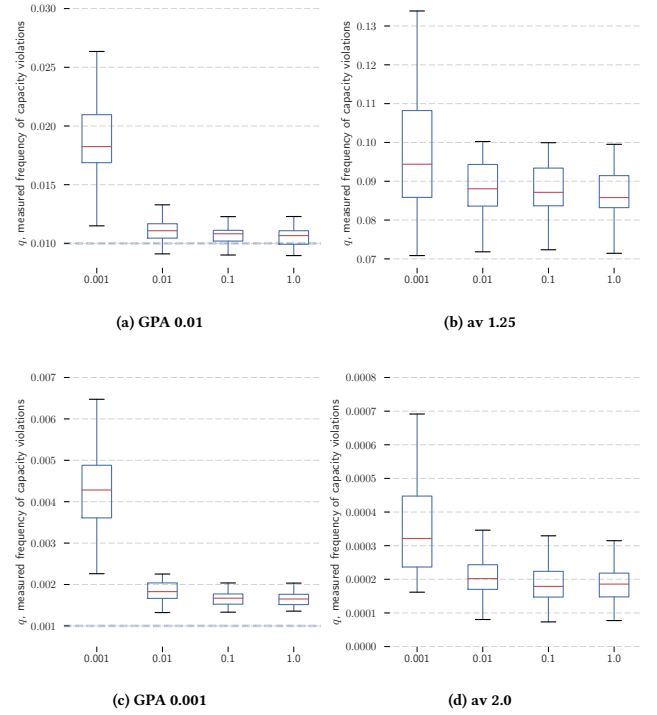 0.030
0.025
0.020
0.015
0.010
q, measured frequency of capacity violations
0.001 0.01 0.1 1.0
(a) GPA 0.01
0.13
0.12
0.11
0.10
0.09
0.08
0.07
q, measured frequency of capacity violations
0.001 0.01 0.1 1.0
(b) av 1.25
0.007
0.006
0.005
0.004
0.003
0.002
0.001
q, measured frequency of capacity violations
0.001 0.01 0.1 1.0
(c) GPA 0.001
0.0008
0.0007
0.0006
0.0005
0.0004
0.0003
0.0002
0.0001
0.0000
q, measured frequency of capacity violations
0.001 0.01 0.1 1.0
(d) av 2.0